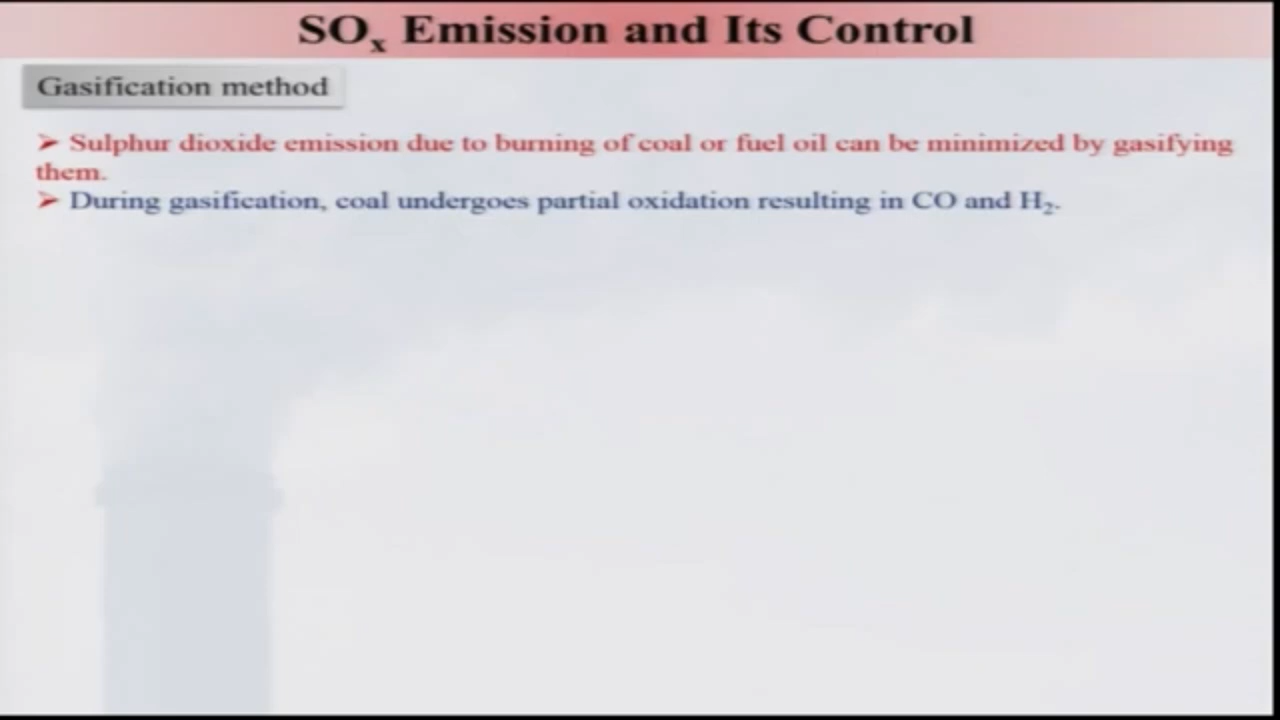 SOx Emission and Its Control
Gasification method
➢ Sulphur dioxide emission due to burning of coal or fuel oil can be minimized by gasifying
them.
➢ During gasification, coal undergoes partial oxidation resulting in CO and H₂.